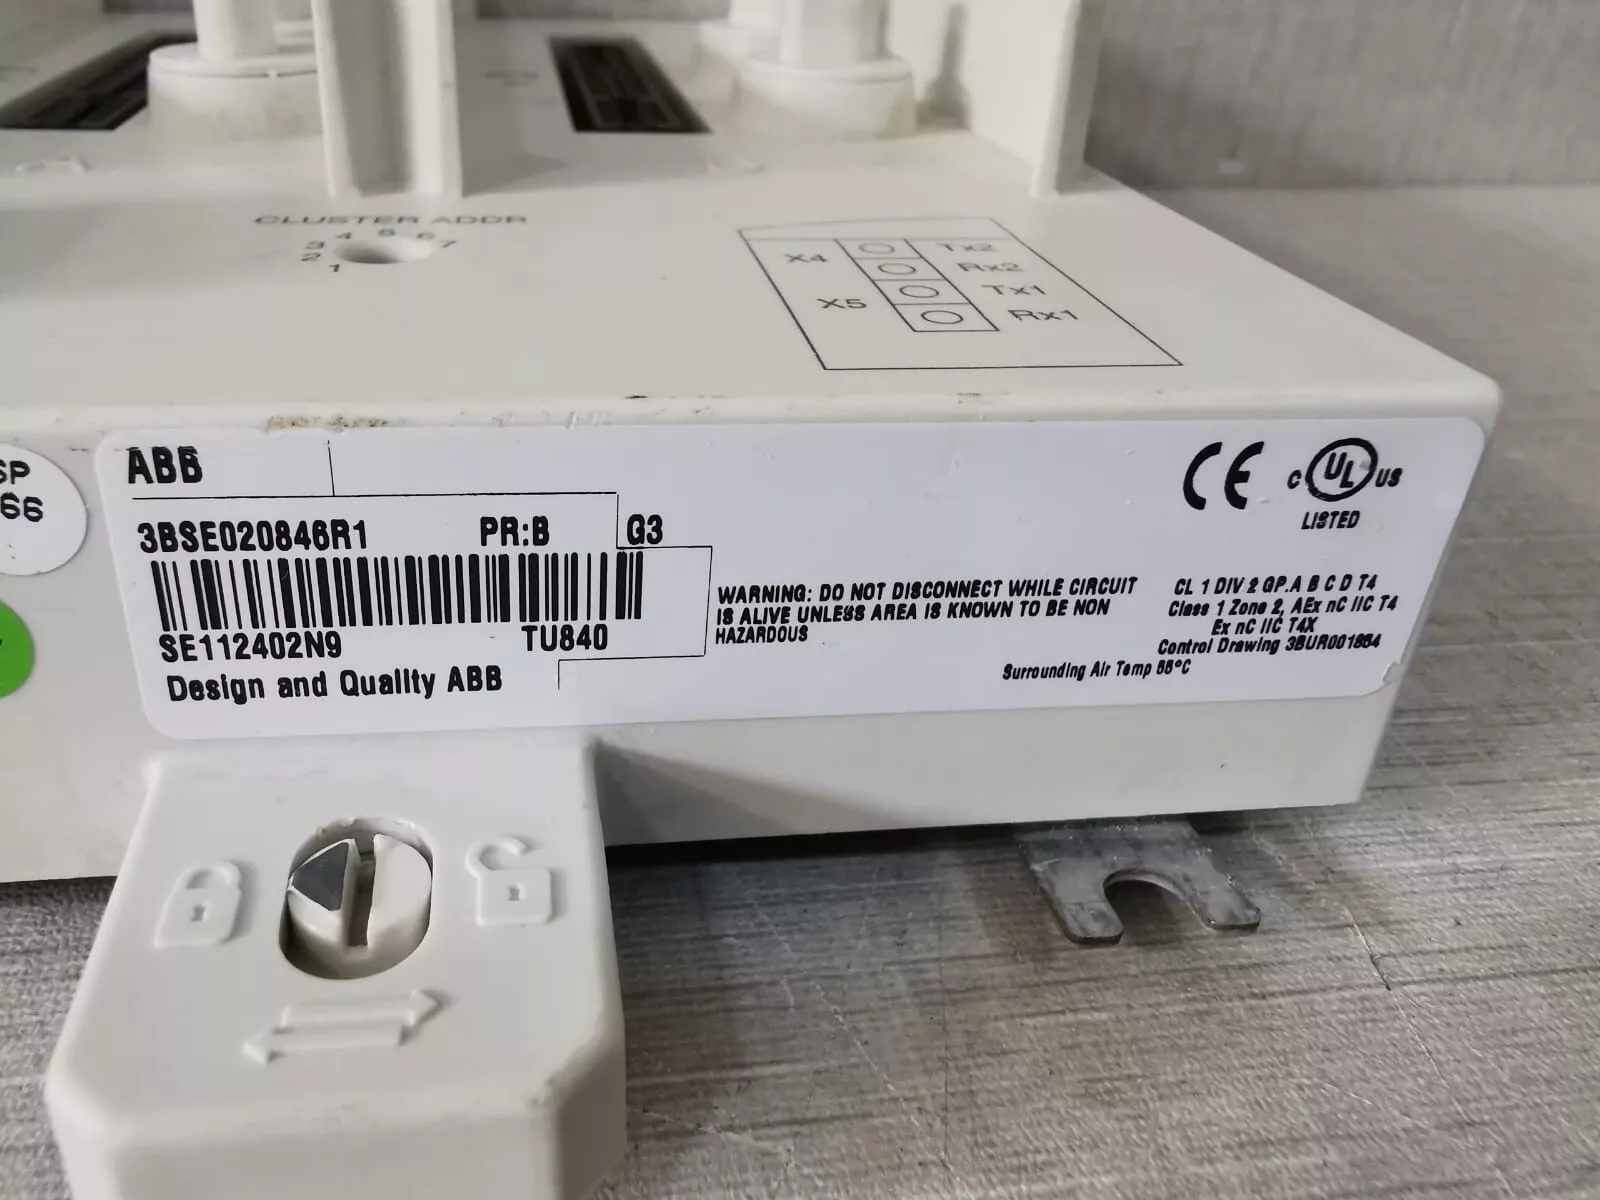 CLUSTER ADDR
1 2 3 4 5 6 7
X4 Tx2
Rx2
X5 Tx1
Rx1
SP
66
ABB
3BSE020846R1 PR:B G3
SE112402N9 TU840
Design and Quality ABB
WARNING: DO NOT DISCONNECT WHILE CIRCUIT
IS ALIVE UNLESS AREA IS KNOWN TO BE NON
HAZARDOUS
CE
C UL US
LISTED
CL 1 DIV 2 GP.A B C D T4
Class 1 Zone 2, AEx nC IIC T4
Ex nC IIC T4X
Control Drawing 3BUR001664
Surrounding Air Temp 55°C